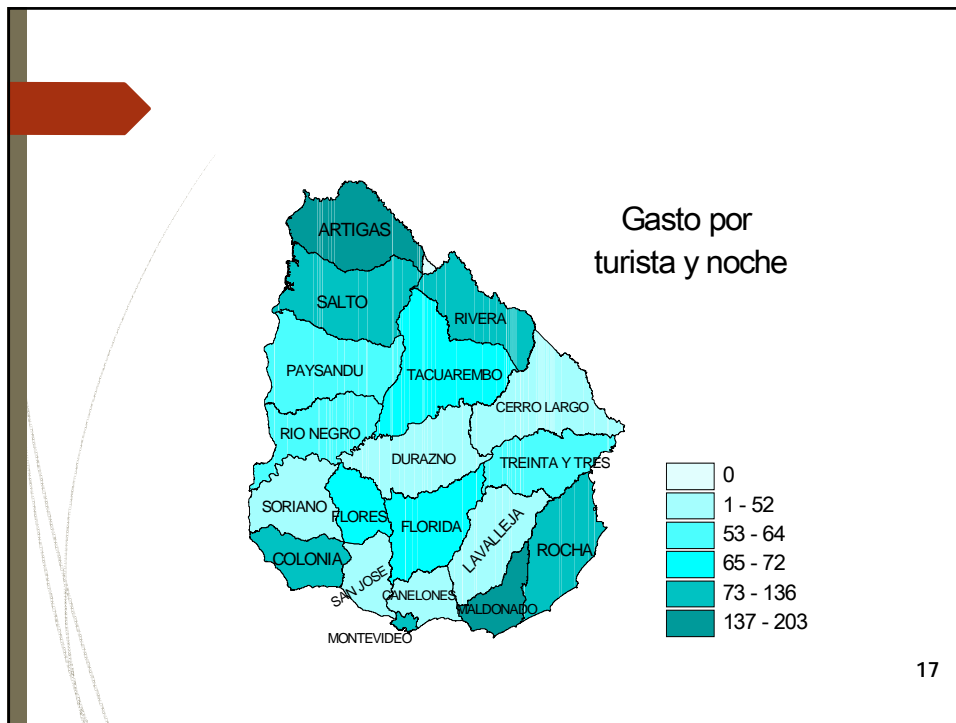 Gasto por
turista y noche
ARTIGAS
SALTO
RIVERA
PAYSANDU
TACUAREMBO
CERRO LARGO
RIO NEGRO
DURAZNO
TREINTA Y TRES
SORIANO
FLORES
FLORIDA
LAVALLEJA
ROCHA
COLONIA
SAN JOSE
CANELONES
MALDONADO
MONTEVIDEO
0
1 - 52
53 - 64
65 - 72
73 - 136
137 - 203
17